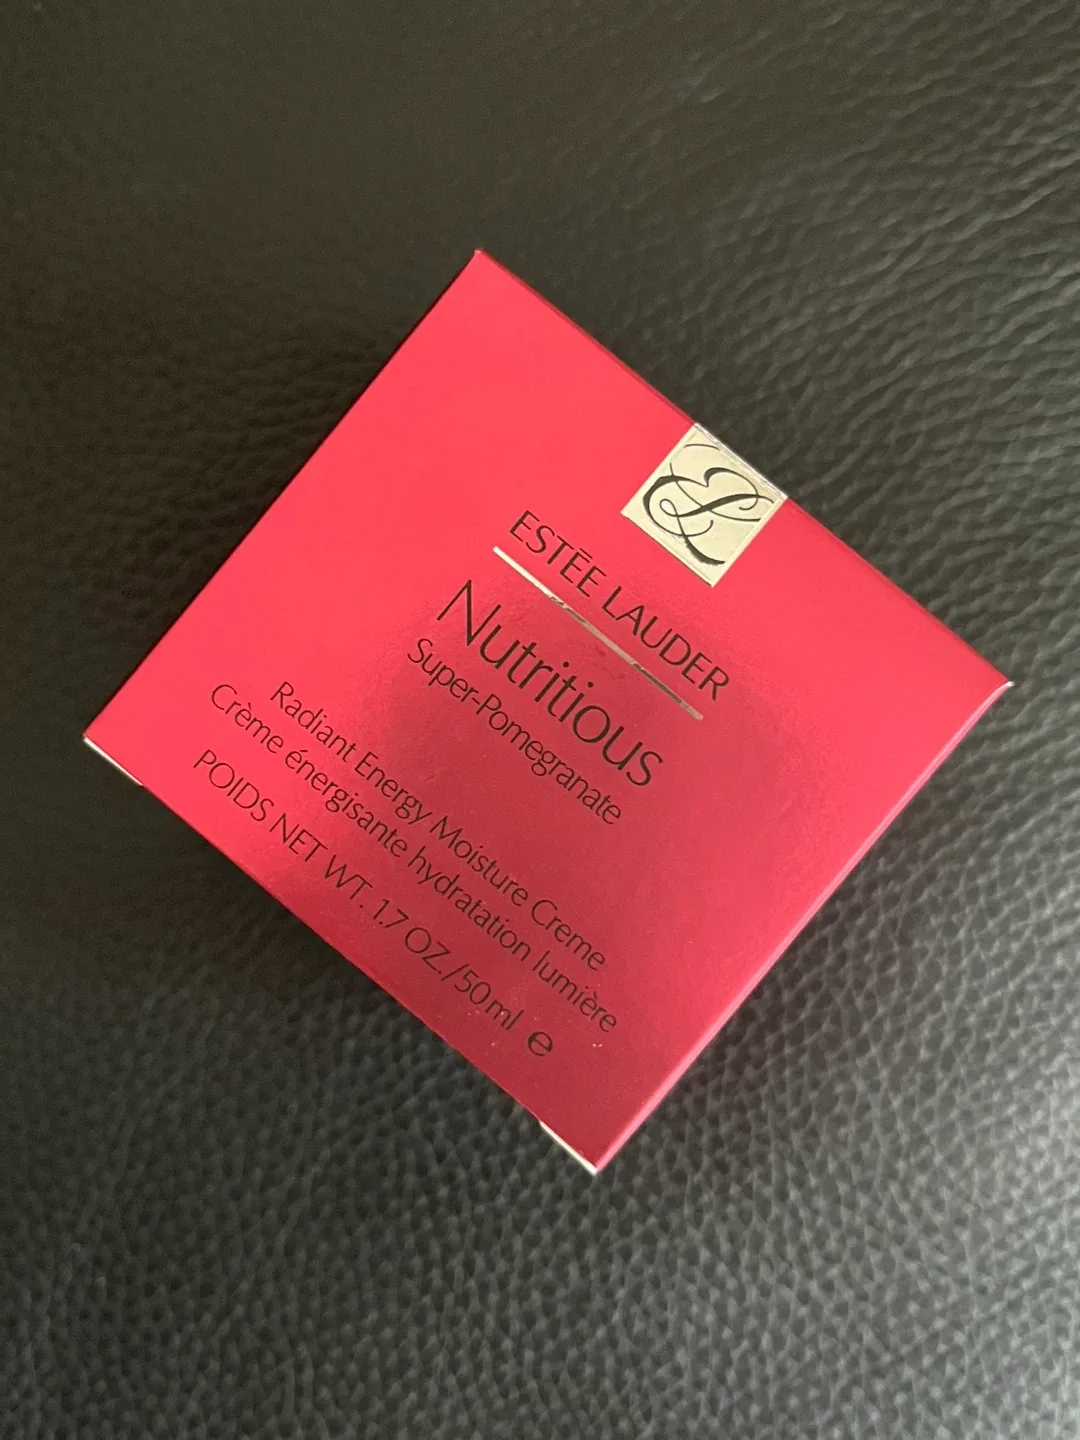 ESTĒE LAUDER
Nutritious
Super-Pomegranate
Radiant Energy Moisture Creme
Crème énergisante hydratation lumière
POIDS NET WT. 1.7 OZ./50ml ℮